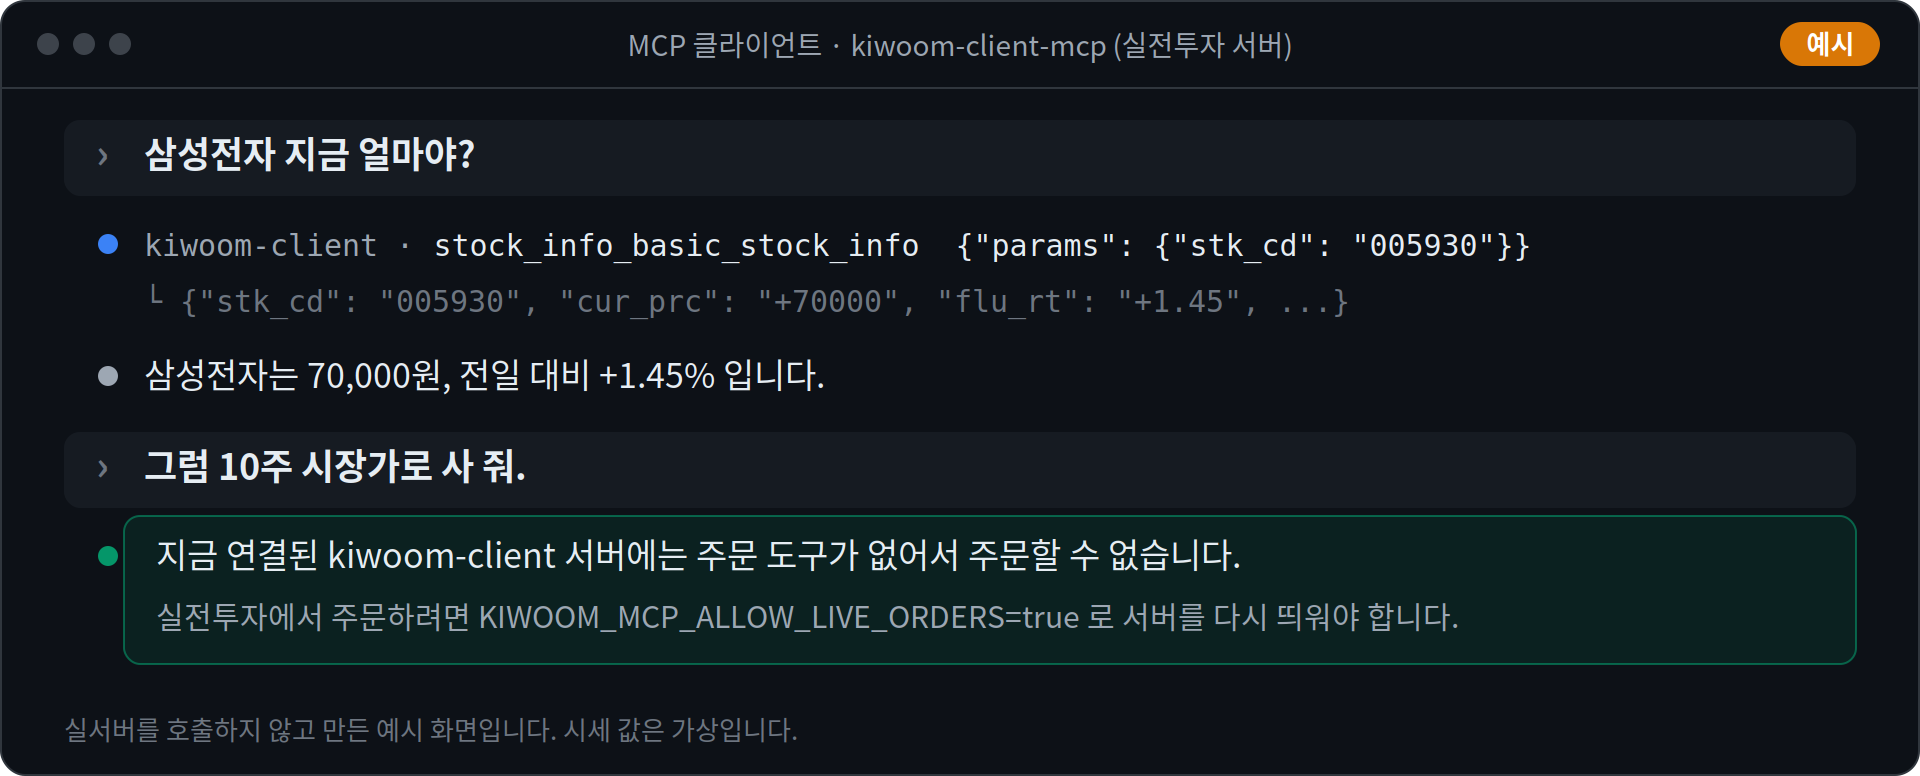 MCP 클라이언트 · kiwoom-client-mcp (실전투자 서버)
예시
› 삼성전자 지금 얼마야?
kiwoom-client · stock_info_basic_stock_info {"params": {"stk_cd": "005930"}}
└ {"stk_cd": "005930", "cur_prc": "+70000", "flu_rt": "+1.45", ...}
삼성전자는 70,000원, 전일 대비 +1.45% 입니다.
› 그럼 10주 시장가로 사 줘.
지금 연결된 kiwoom-client 서버에는 주문 도구가 없어서 주문할 수 없습니다.
실전투자에서 주문하려면 KIWOOM_MCP_ALLOW_LIVE_ORDERS=true 로 서버를 다시 띄워야 합니다.
실서버를 호출하지 않고 만든 예시 화면입니다. 시세 값은 가상입니다.